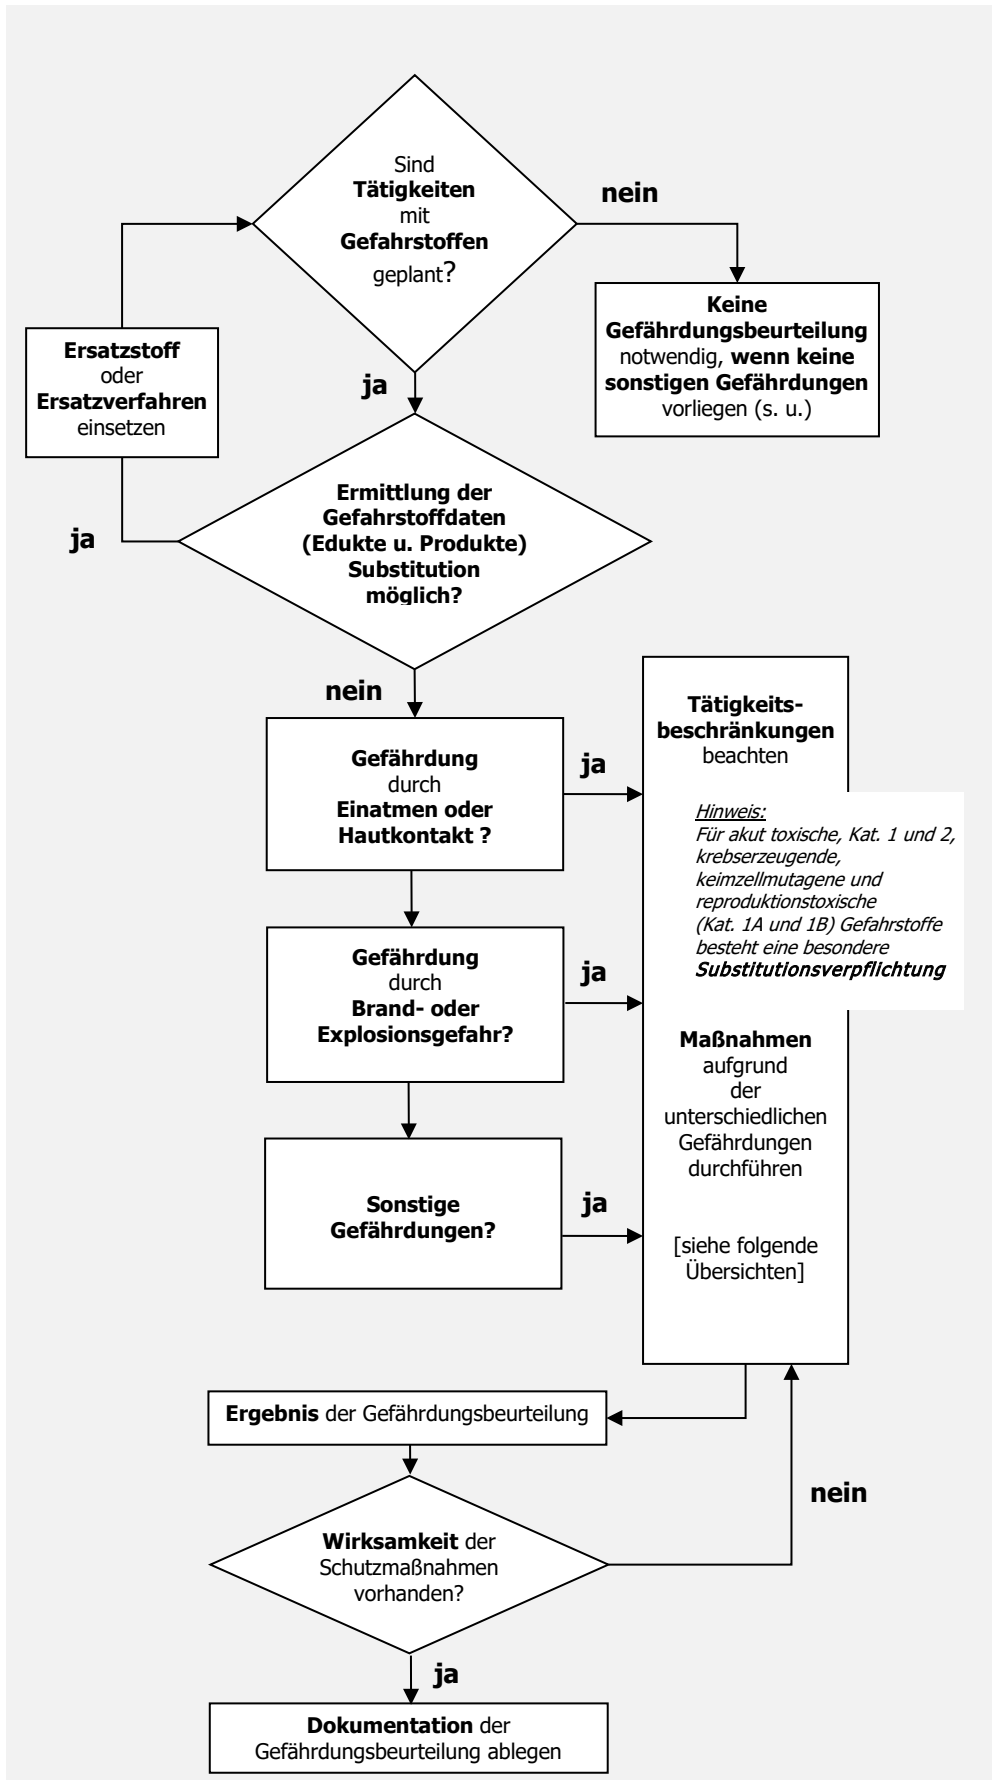 Sind
Tätigkeiten
mit
Gefahrstoffen
geplant?
nein
Keine
Gefährdungsbeurteilung
notwendig, wenn keine
sonstigen Gefährdungen
vorliegen (s. u.)
Ersatzstoff
oder
Ersatzverfahren
einsetzen
ja
Ermittlung der
Gefahrstoffdaten
(Edukte u. Produkte)
Substitution
möglich?
ja
nein
Gefährdung
durch
Einatmen oder
Hautkontakt ?
ja
Tätigkeits-
beschränkungen
beachten
Hinweis:
Für akut toxische, Kat. 1 und 2,
krebserzeugende,
keimzellmutagene und
reproduktionstoxische
(Kat. 1A und 1B) Gefahrstoffe
besteht eine besondere
Substitutionsverpflichtung
Gefährdung
durch
Brand- oder
Explosionsgefahr?
ja
Maßnahmen
aufgrund
der
unterschiedlichen
Gefährdungen
durchführen
Sonstige
Gefährdungen?
ja
[siehe folgende
Übersichten]
Ergebnis der Gefährdungsbeurteilung
nein
Wirksamkeit der
Schutzmaßnahmen
vorhanden?
ja
Dokumentation der
Gefährdungsbeurteilung ablegen